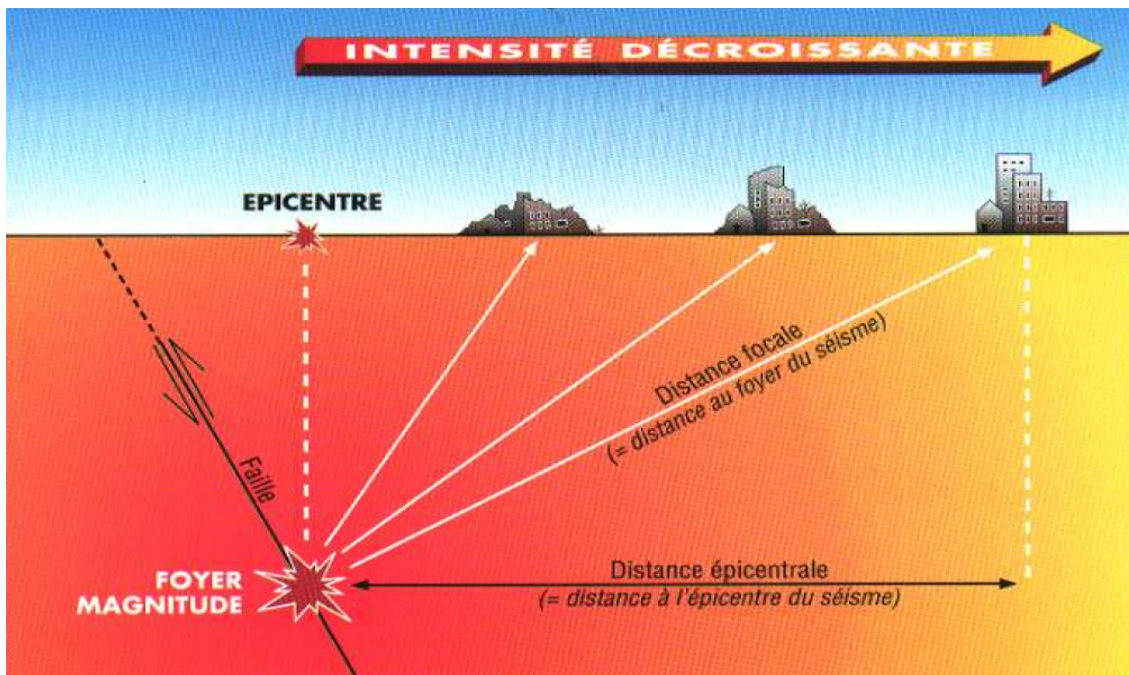 INTENSITÉ DÉCROISSANTE
EPICENTRE
Distance focale
(= distance au foyer du séisme)
Faille
FOYER
MAGNITUDE
Distance épicentrale
(= distance à l'épicentre du séisme)